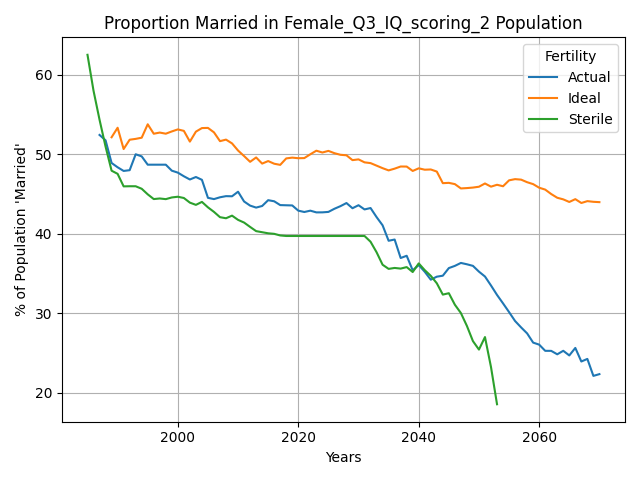 Proportion Married in Female_Q3_IQ_scoring_2 Population
Fertility
Actual
Ideal
Sterile
% of Population 'Married'
60
50
40
30
20
2000
2020
2040
2060
Years